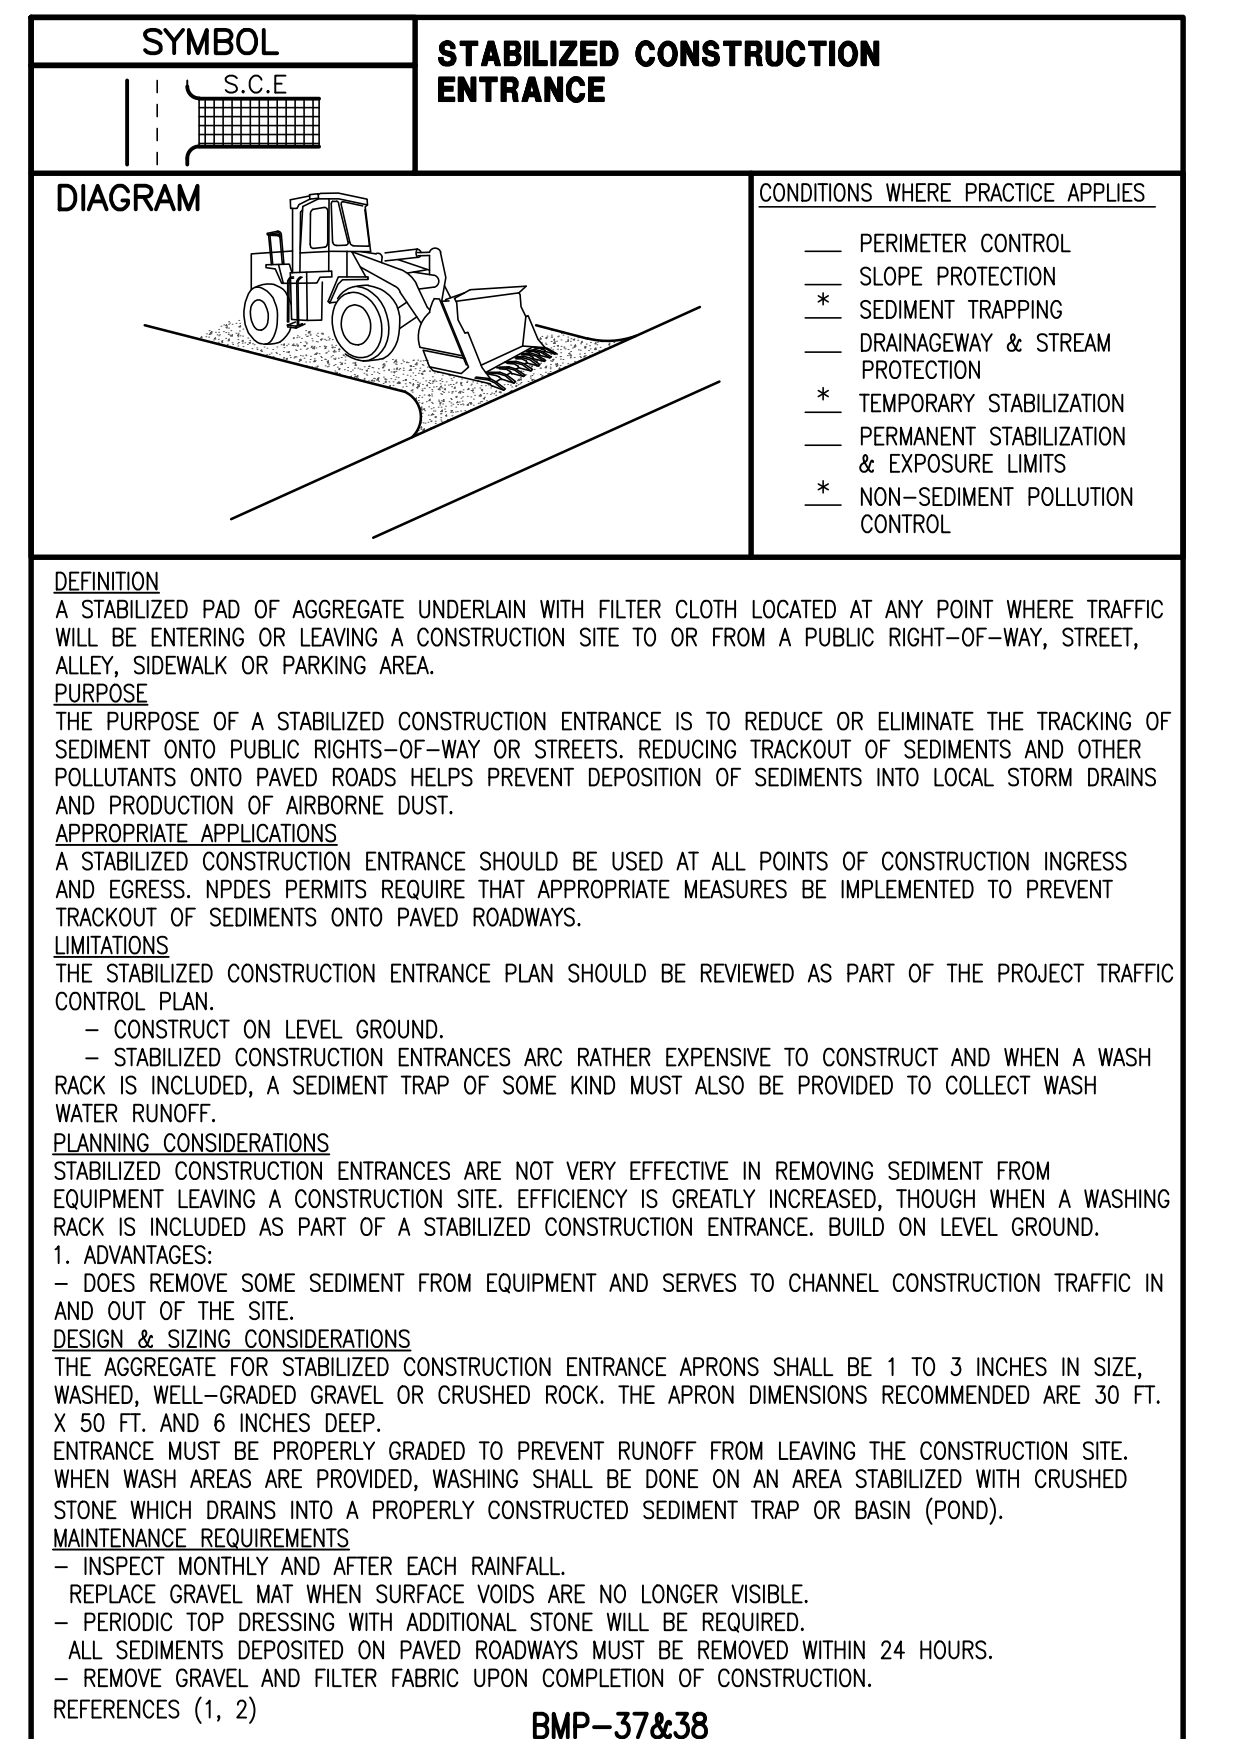 SYMBOL
S.C.E
STABILIZED CONSTRUCTION
ENTRANCE
DIAGRAM
CONDITIONS WHERE PRACTICE APPLIES
___ PERIMETER CONTROL
___ SLOPE PROTECTION
_*_ SEDIMENT TRAPPING
___ DRAINAGEWAY & STREAM
PROTECTION
_*_ TEMPORARY STABILIZATION
___ PERMANENT STABILIZATION
& EXPOSURE LIMITS
_*_ NON-SEDIMENT POLLUTION
CONTROL
DEFINITION
A STABILIZED PAD OF AGGREGATE UNDERLAIN WITH FILTER CLOTH LOCATED AT ANY POINT WHERE TRAFFIC
WILL BE ENTERING OR LEAVING A CONSTRUCTION SITE TO OR FROM A PUBLIC RIGHT-OF-WAY, STREET,
ALLEY, SIDEWALK OR PARKING AREA.
PURPOSE
THE PURPOSE OF A STABILIZED CONSTRUCTION ENTRANCE IS TO REDUCE OR ELIMINATE THE TRACKING OF
SEDIMENT ONTO PUBLIC RIGHTS-OF-WAY OR STREETS. REDUCING TRACKOUT OF SEDIMENTS AND OTHER
POLLUTANTS ONTO PAVED ROADS HELPS PREVENT DEPOSITION OF SEDIMENTS INTO LOCAL STORM DRAINS
AND PRODUCTION OF AIRBORNE DUST.
APPROPRIATE APPLICATIONS
A STABILIZED CONSTRUCTION ENTRANCE SHOULD BE USED AT ALL POINTS OF CONSTRUCTION INGRESS
AND EGRESS. NPDES PERMITS REQUIRE THAT APPROPRIATE MEASURES BE IMPLEMENTED TO PREVENT
TRACKOUT OF SEDIMENTS ONTO PAVED ROADWAYS.
LIMITATIONS
THE STABILIZED CONSTRUCTION ENTRANCE PLAN SHOULD BE REVIEWED AS PART OF THE PROJECT TRAFFIC
CONTROL PLAN.
- CONSTRUCT ON LEVEL GROUND.
- STABILIZED CONSTRUCTION ENTRANCES ARC RATHER EXPENSIVE TO CONSTRUCT AND WHEN A WASH
RACK IS INCLUDED, A SEDIMENT TRAP OF SOME KIND MUST ALSO BE PROVIDED TO COLLECT WASH
WATER RUNOFF.
PLANNING CONSIDERATIONS
STABILIZED CONSTRUCTION ENTRANCES ARE NOT VERY EFFECTIVE IN REMOVING SEDIMENT FROM
EQUIPMENT LEAVING A CONSTRUCTION SITE. EFFICIENCY IS GREATLY INCREASED, THOUGH WHEN A WASHING
RACK IS INCLUDED AS PART OF A STABILIZED CONSTRUCTION ENTRANCE. BUILD ON LEVEL GROUND.
1. ADVANTAGES:
- DOES REMOVE SOME SEDIMENT FROM EQUIPMENT AND SERVES TO CHANNEL CONSTRUCTION TRAFFIC IN
AND OUT OF THE SITE.
DESIGN & SIZING CONSIDERATIONS
THE AGGREGATE FOR STABILIZED CONSTRUCTION ENTRANCE APRONS SHALL BE 1 TO 3 INCHES IN SIZE,
WASHED, WELL-GRADED GRAVEL OR CRUSHED ROCK. THE APRON DIMENSIONS RECOMMENDED ARE 30 FT.
X 50 FT. AND 6 INCHES DEEP.
ENTRANCE MUST BE PROPERLY GRADED TO PREVENT RUNOFF FROM LEAVING THE CONSTRUCTION SITE.
WHEN WASH AREAS ARE PROVIDED, WASHING SHALL BE DONE ON AN AREA STABILIZED WITH CRUSHED
STONE WHICH DRAINS INTO A PROPERLY CONSTRUCTED SEDIMENT TRAP OR BASIN (POND).
MAINTENANCE REQUIREMENTS
- INSPECT MONTHLY AND AFTER EACH RAINFALL.
REPLACE GRAVEL MAT WHEN SURFACE VOIDS ARE NO LONGER VISIBLE.
- PERIODIC TOP DRESSING WITH ADDITIONAL STONE WILL BE REQUIRED.
ALL SEDIMENTS DEPOSITED ON PAVED ROADWAYS MUST BE REMOVED WITHIN 24 HOURS.
- REMOVE GRAVEL AND FILTER FABRIC UPON COMPLETION OF CONSTRUCTION.
REFERENCES (1, 2)
BMP-37&38